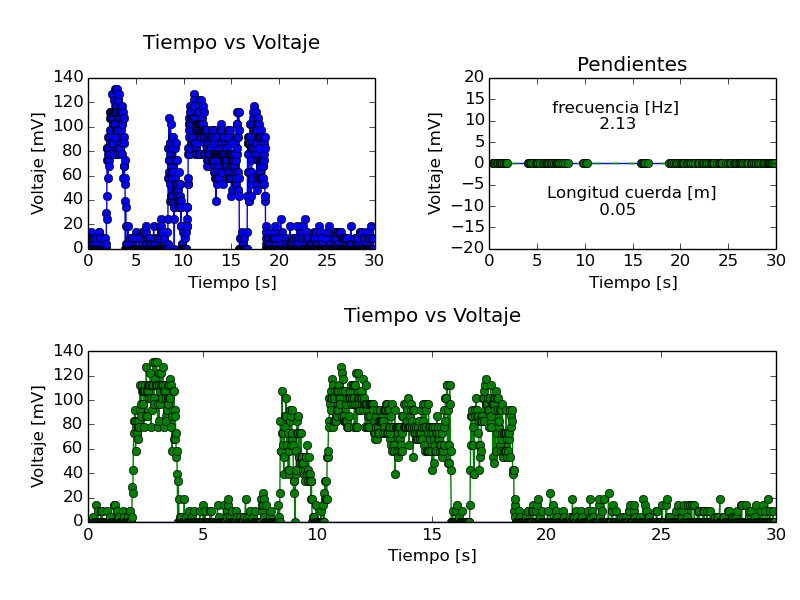 Tiempo vs Voltaje
Voltaje [mV]
140
120
100
80
60
40
20
0
0 5 10 15 20 25 30
Tiempo [s]
Pendientes
Voltaje [mV]
20
15
10
5
0
−5
−10
−15
−20
frecuencia [Hz]
2.13
Longitud cuerda [m]
0.05
0 5 10 15 20 25 30
Tiempo [s]
Tiempo vs Voltaje
Voltaje [mV]
140
120
100
80
60
40
20
0
0 5 10 15 20 25 30
Tiempo [s]